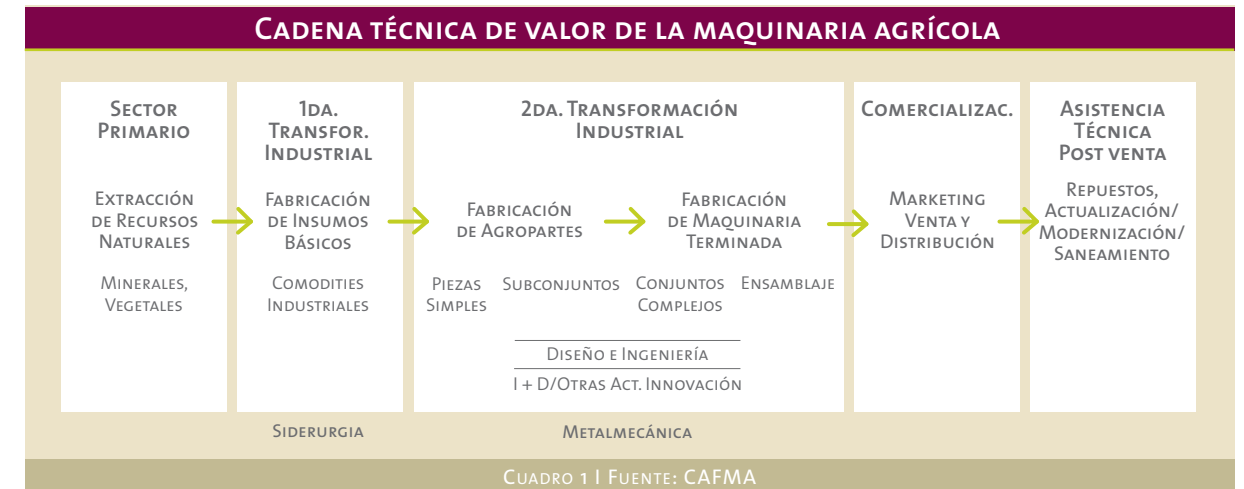 Cadena técnica de valor de la maquinaria agrícola
Sector
Primario
Extracción
de Recursos
Naturales
Minerales,
Vegetales
1da.
Transfor.
Industrial
Fabricación
de Insumos
Básicos
Comodities
Industriales
2da. Transformación
Industrial
Fabricación
de Agropartes
Fabricación
de Maquinaria
Terminada
Piezas
Simples
Subconjuntos
Conjuntos
Complejos
Ensamblaje
Diseño e Ingeniería
I + D/Otras Act. Innovación
Comercializac.
Marketing
Venta y
Distribución
Asistencia
Técnica
Post venta
Repuestos,
Actualización/
Modernización/
Saneamiento
Siderurgia
Metalmecánica
Cuadro 1 | Fuente: CAFMA